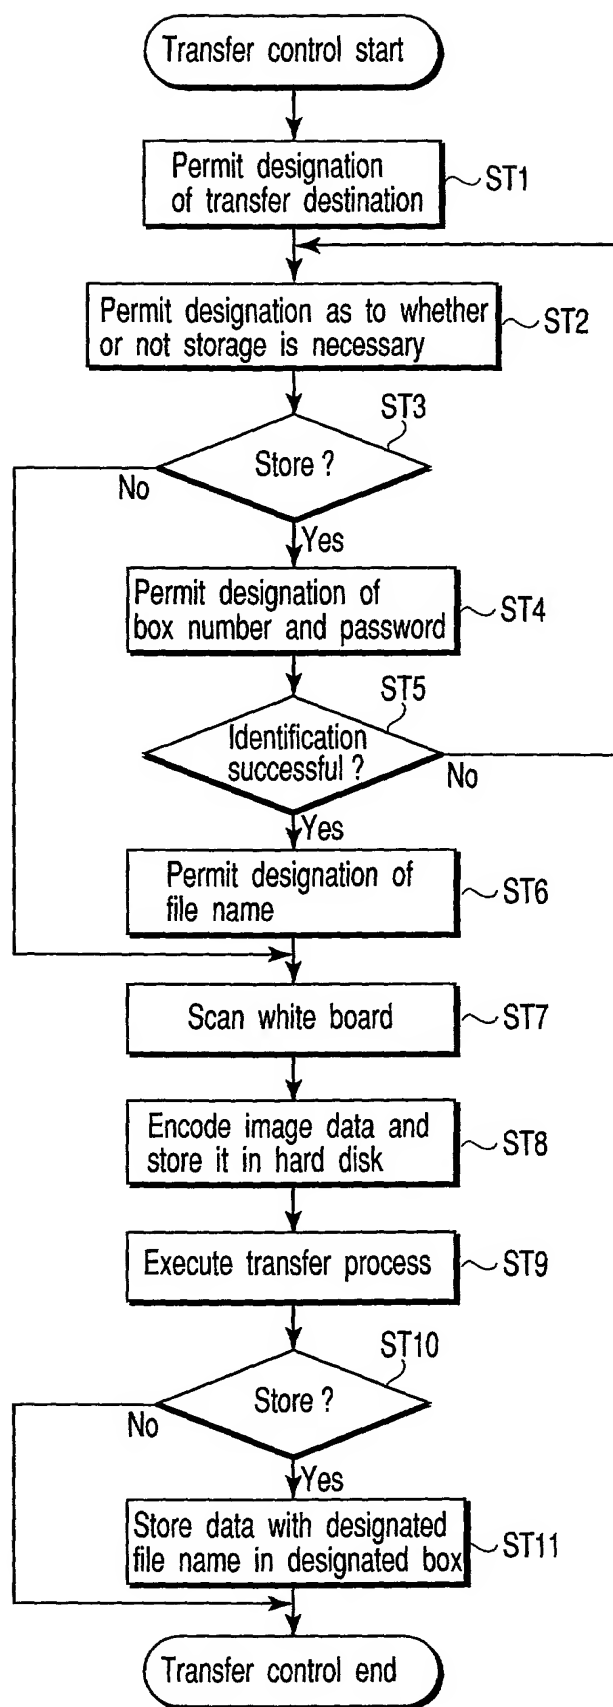 Transfer control start
Permit designation
of transfer destination
ST1
Permit designation as to whether
or not storage is necessary
ST2
ST3
Store ?
No
Yes
Permit designation of
box number and password
ST4
ST5
Identification
successful ?
No
Yes
Permit designation of
file name
ST6
Scan white board
ST7
Encode image data and
store it in hard disk
ST8
Execute transfer process
ST9
ST10
Store ?
No
Yes
Store data with designated
file name in designated box
ST11
Transfer control end